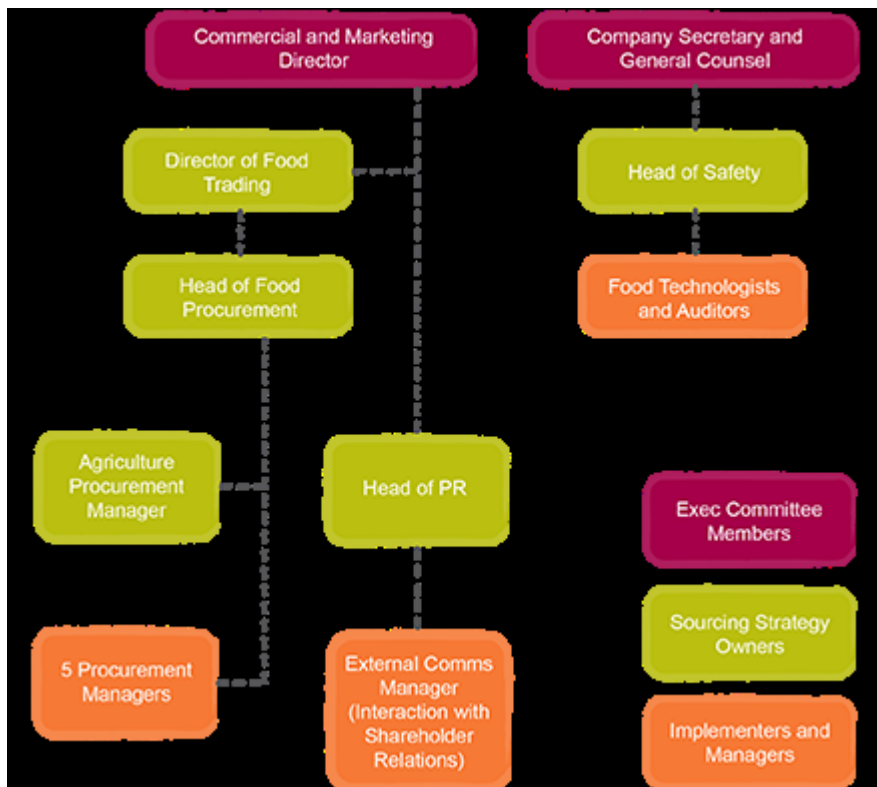 Commercial and Marketing
Director
Company Secretary and
General Counsel
Director of Food
Trading
Head of Safety
Head of Food
Procurement
Food Technologists
and Auditors
Agriculture
Procurement
Manager
Head of PR
Exec Committee
Members
Sourcing Strategy
Owners
5 Procurement
Managers
External Comms
Manager
(Interaction with
Shareholder
Relations)
Implementers and
Managers